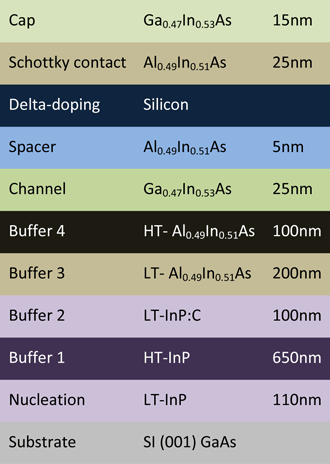 Cap Ga0.47In0.53As 15nm
Schottky contact Al0.49In0.51As 25nm
Delta-doping Silicon
Spacer Al0.49In0.51As 5nm
Channel Ga0.47In0.53As 25nm
Buffer 4 HT- Al0.49In0.51As 100nm
Buffer 3 LT- Al0.49In0.51As 200nm
Buffer 2 LT-InP:C 100nm
Buffer 1 HT-InP 650nm
Nucleation LT-InP 110nm
Substrate SI (001) GaAs